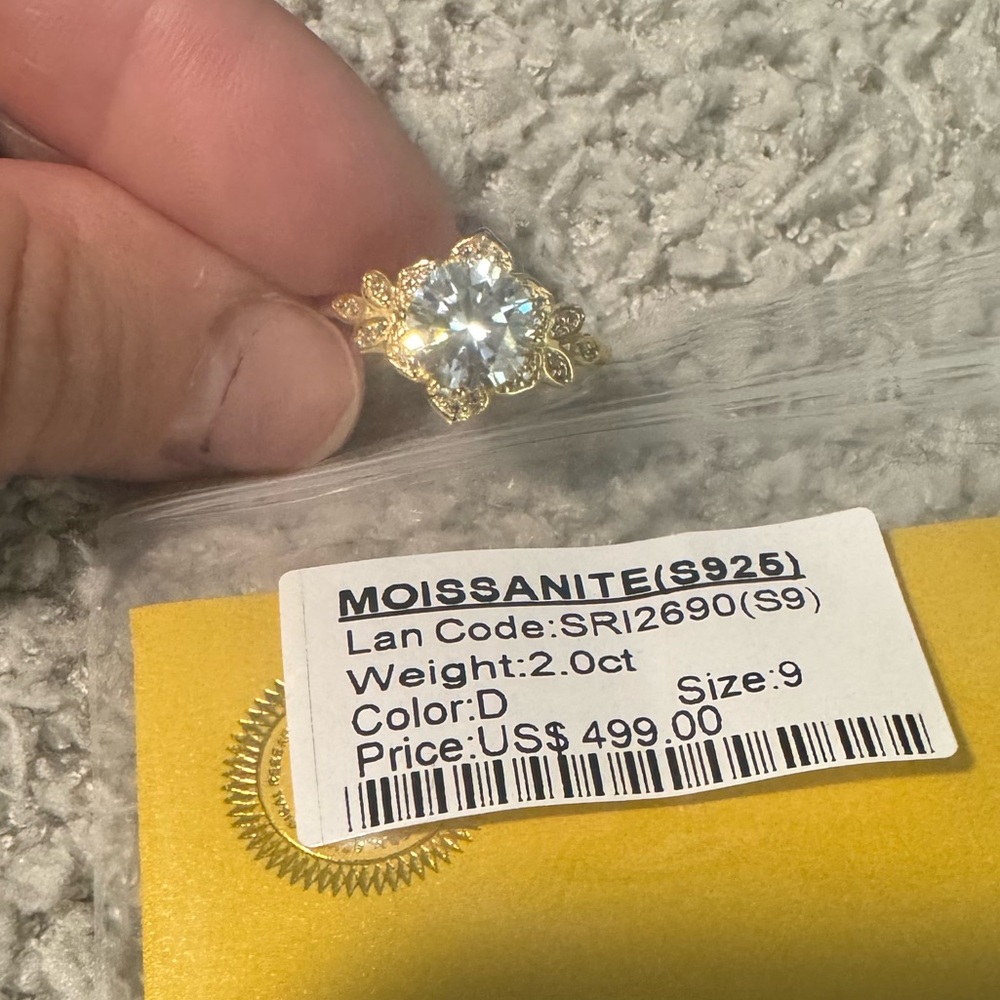 MOISSANITE(S925)
Lan Code:SRI2690(S9)
Weight:2.0ct
Color:D Size:9
Price:US$ 499.00